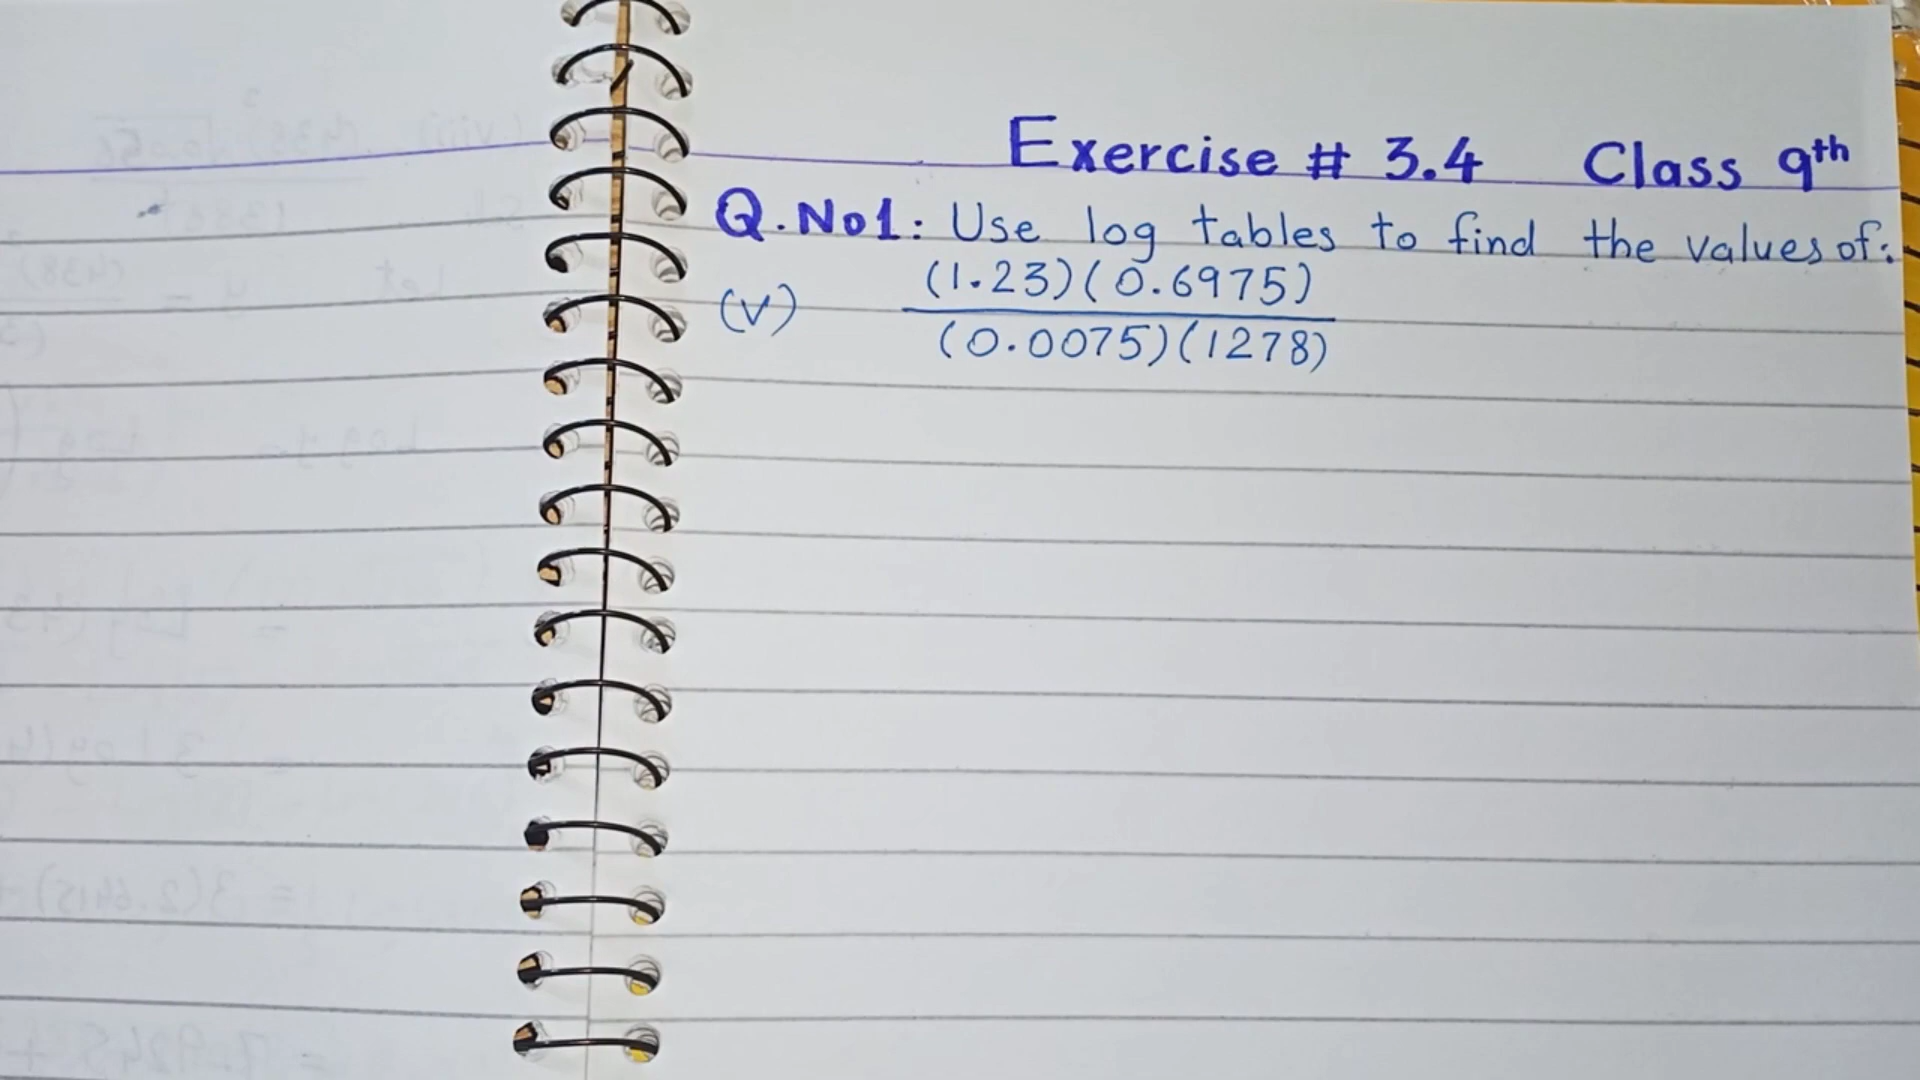 Exercise # 3.4 Class 9th
Q.No1: Use log tables to find the values of:
(v) (1.23)(0.6975)
(0.0075)(1278)